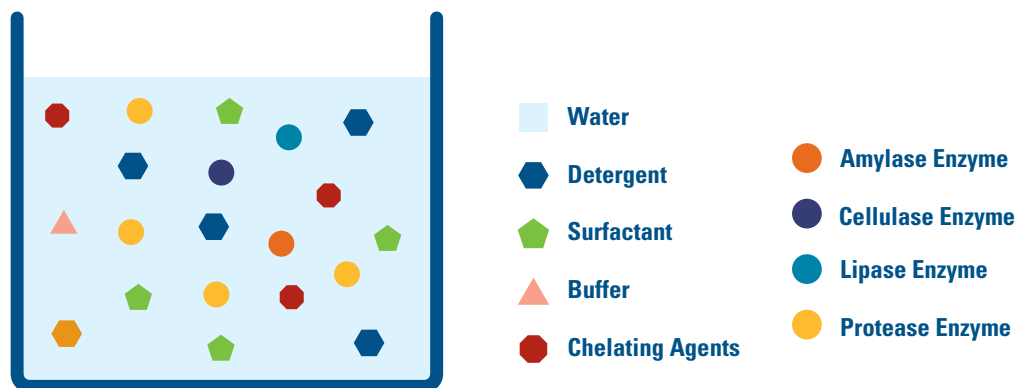 Water
Detergent
Surfactant
Buffer
Chelating Agents
Amylase Enzyme
Cellulase Enzyme
Lipase Enzyme
Protease Enzyme